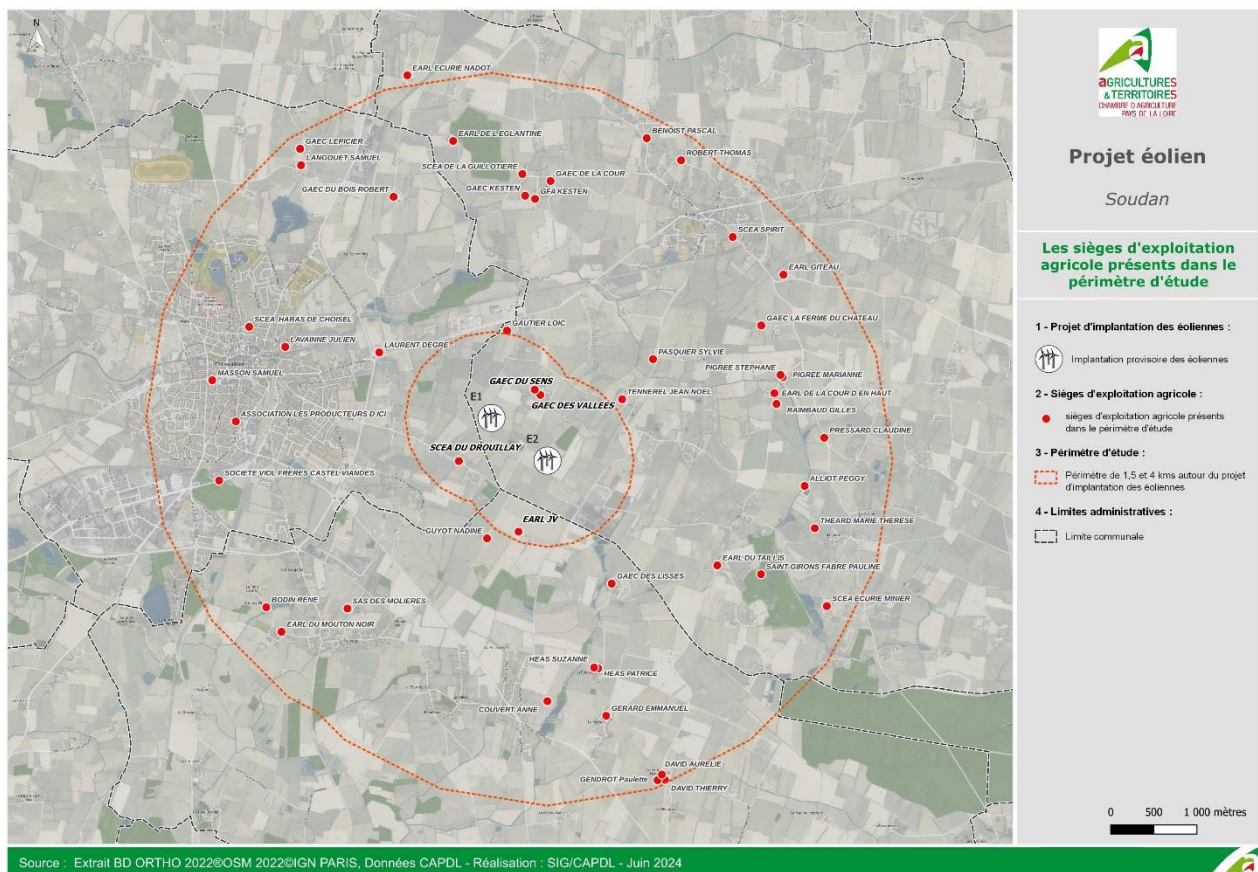 N
EARL ECURIE NADOT
GAEC LEPICIER
LANGOUET SAMUEL
EARL DE L EGLANTINE
BENOIST PASCAL
ROBERT THOMAS
SCEA DE LA GUILLOTIERE
GAEC DE LA COUR
GAEC DU BOIS ROBERT
GAEC KESTEN
GFA KESTEN
SCEA SPIRIT
EARL GITEAU
SCEA HARAS DE CHOISEL
GAUTIER LOIC
GAEC LA FERME DU CHATEAU
LAVAINNE JULIEN
LAURENT DEGRE
PASQUIER SYLVIE
MASSON SAMUEL
GAEC DU SENS
PIGREE STEPHANE
PIGREE MARIANNE
GAEC DES VALLEES
TENNEREL JEAN NOEL
EARL DE LA COUR D EN HAUT
RAIMBAUD GILLES
E1
ASSOCIATION LES PRODUCTEURS D ICI
E2
PRESSARD CLAUDINE
SCEA DU DROUILLAY
SOCIETE VIOL FRERES CASTEL VIANDES
ALLIOT PEGGY
EARL JV
GUYOT NADINE
THEARD MARIE THERESE
EARL DU TAILLIS
SAINT GIRONS FABRE PAULINE
GAEC DES LISSES
BODIN RENE
SAS DES MOLIERES
SCEA ECURIE MINIER
EARL DU MOUTON NOIR
HEAS SUZANNE
HEAS PATRICE
COUVERT ANNE
GERARD EMMANUEL
DAVID AURELIE
GENDROT Paulette
DAVID THIERRY
aGRICULTURES
& TERRITOIRES
CHAMBRE D'AGRICULTURE
PAYS DE LA LOIRE
Projet éolien
Soudan
Les sièges d'exploitation
agricole présents dans le
périmètre d'étude
1 - Projet d'implantation des éoliennes :
Implantation provisoire des éoliennes
2 - Sièges d'exploitation agricole :
sièges d'exploitation agricole présents
dans le périmètre d'étude
3 - Périmètre d'étude :
Périmètre de 1,5 et 4 kms autour du projet
d'implantation des éoliennes
4 - Limites administratives :
Limite communale
0 500 1 000 mètres
Source : Extrait BD ORTHO 2022®OSM 2022©IGN PARIS, Données CAPDL - Réalisation : SIG/CAPDL - Juin 2024